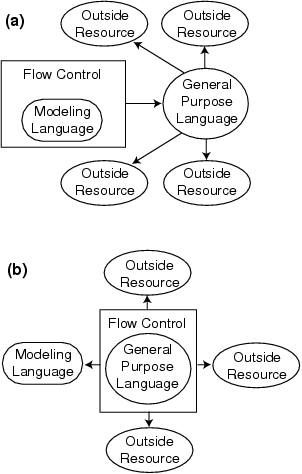 (a)
Outside
Resource
Outside
Resource
Flow Control
Modeling
Language
General
Purpose
Language
Outside
Resource
Outside
Resource
(b)
Outside
Resource
Flow Control
General
Purpose
Language
Modeling
Language
Outside
Resource
Outside
Resource